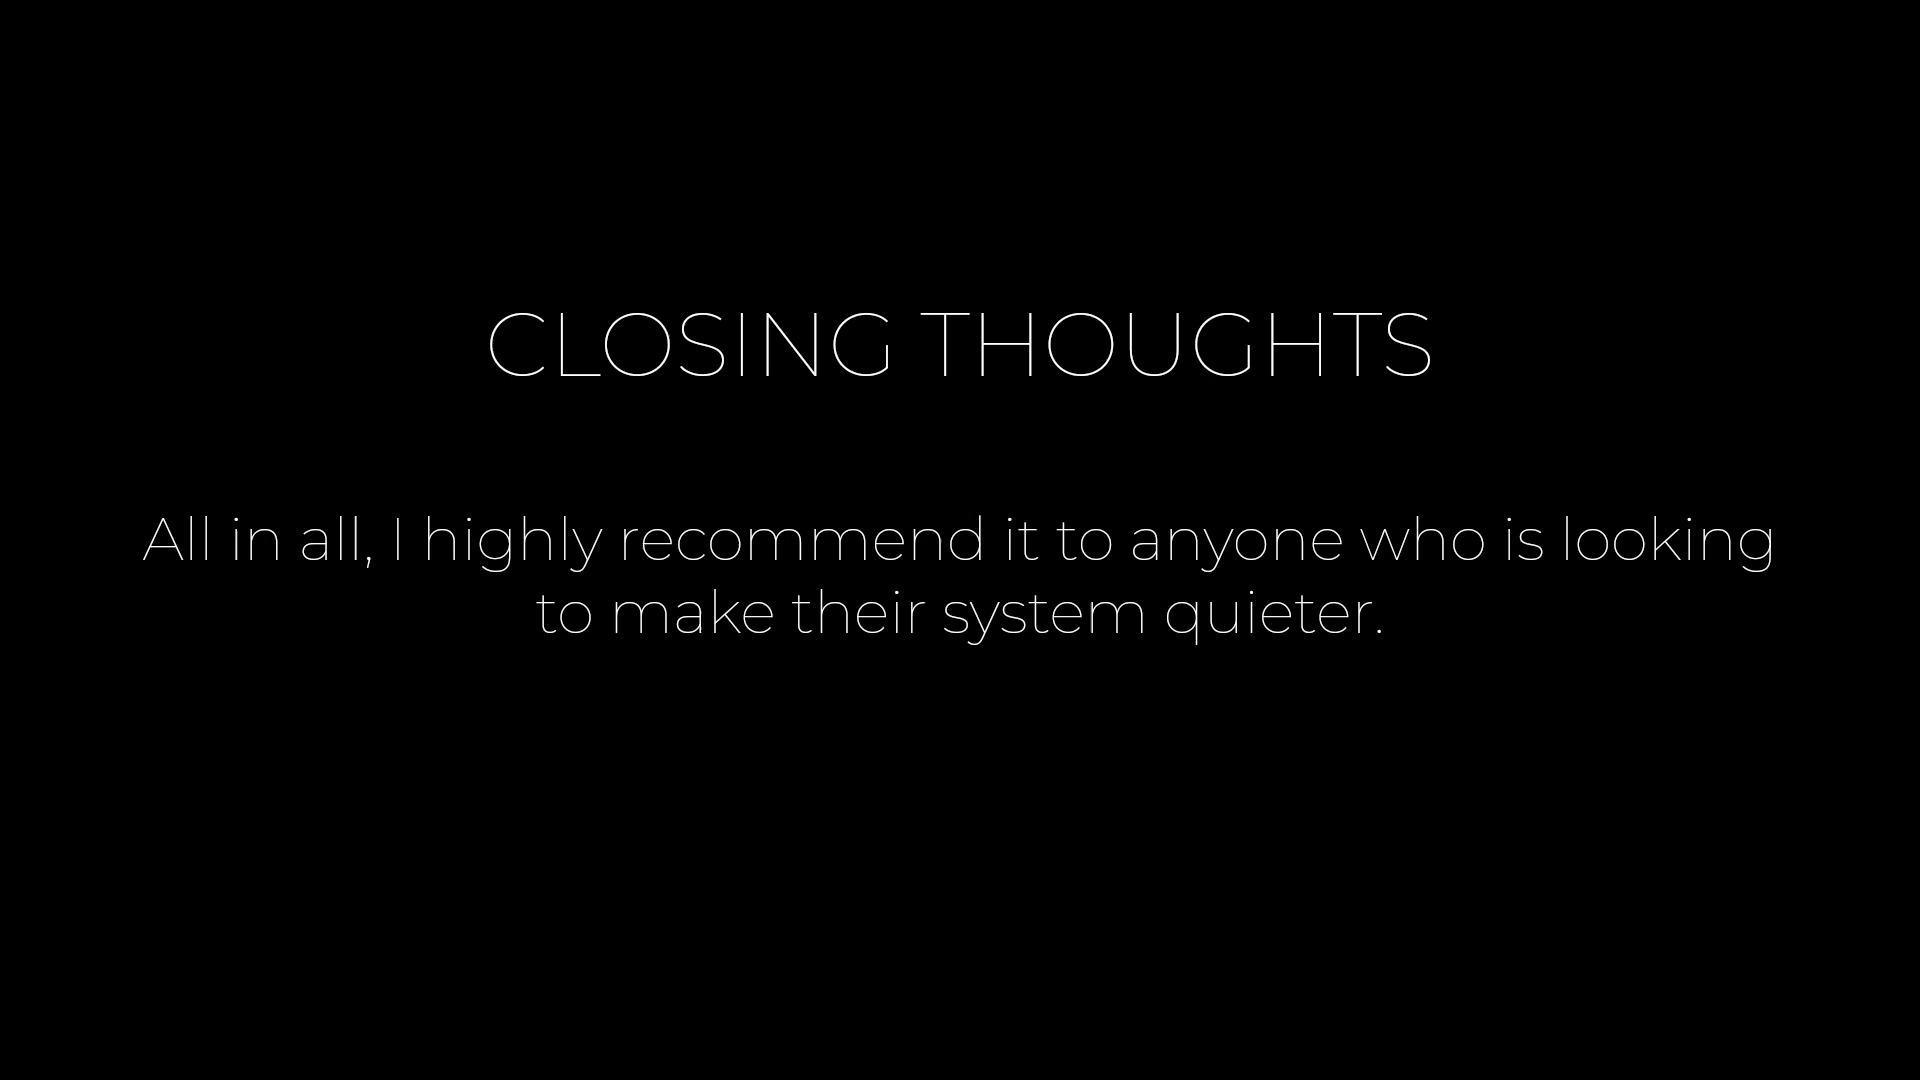 CLOSING THOUGHTS
All in all, I highly recommend it to anyone who is looking
to make their system quieter.